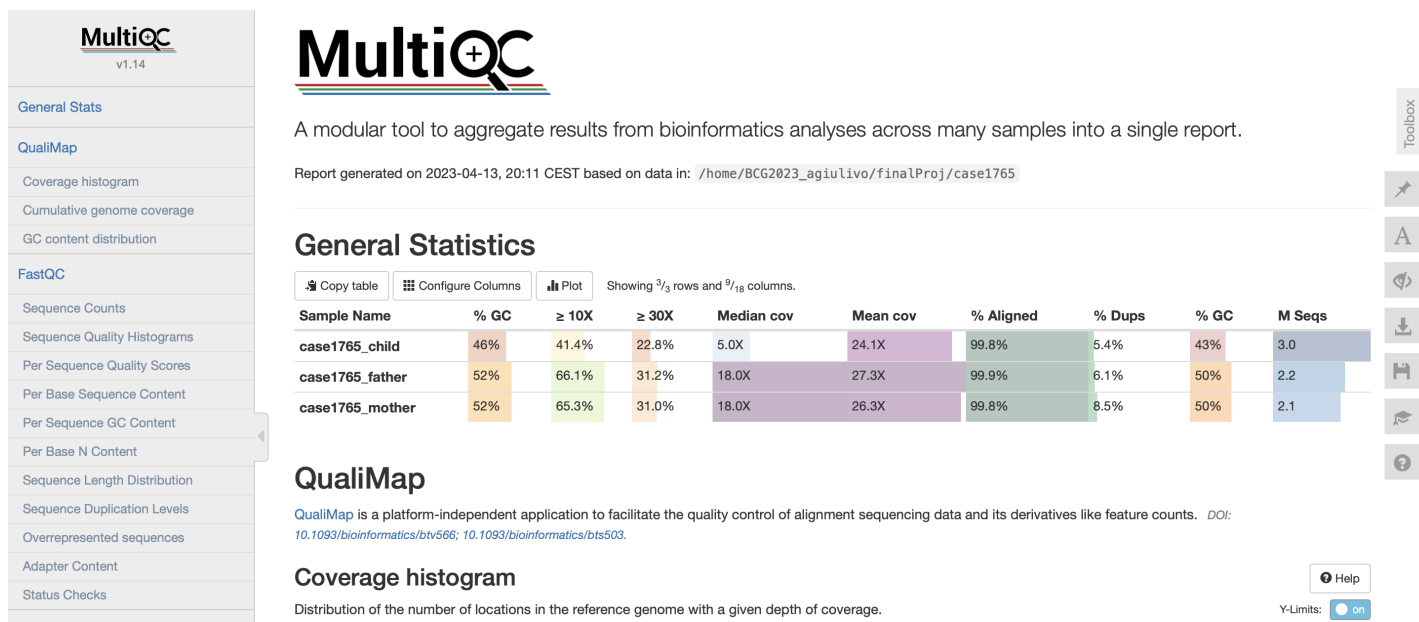 MultiQC
v1.14
General Stats
QualiMap
Coverage histogram
Cumulative genome coverage
GC content distribution
FastQC
Sequence Counts
Sequence Quality Histograms
Per Sequence Quality Scores
Per Base Sequence Content
Per Sequence GC Content
Per Base N Content
Sequence Length Distribution
Sequence Duplication Levels
Overrepresented sequences
Adapter Content
Status Checks
MultiQC
A modular tool to aggregate results from bioinformatics analyses across many samples into a single report.
Report generated on 2023-04-13, 20:11 CEST based on data in: /home/BCG2023_agiulivo/finalProj/case1765
General Statistics
Copy table Configure Columns Plot Showing 3/3 rows and 9/18 columns.
Sample Name % GC ≥ 10X ≥ 30X Median cov Mean cov % Aligned % Dups % GC M Seqs
case1765_child 46% 41.4% 22.8% 5.0X 24.1X 99.8% 5.4% 43% 3.0
case1765_father 52% 66.1% 31.2% 18.0X 27.3X 99.9% 6.1% 50% 2.2
case1765_mother 52% 65.3% 31.0% 18.0X 26.3X 99.8% 8.5% 50% 2.1
QualiMap
QualiMap is a platform-independent application to facilitate the quality control of alignment sequencing data and its derivatives like feature counts. DOI:
10.1093/bioinformatics/btv566; 10.1093/bioinformatics/bts503.
Coverage histogram
Help
Distribution of the number of locations in the reference genome with a given depth of coverage.
Y-Limits: on
Toolbox
A